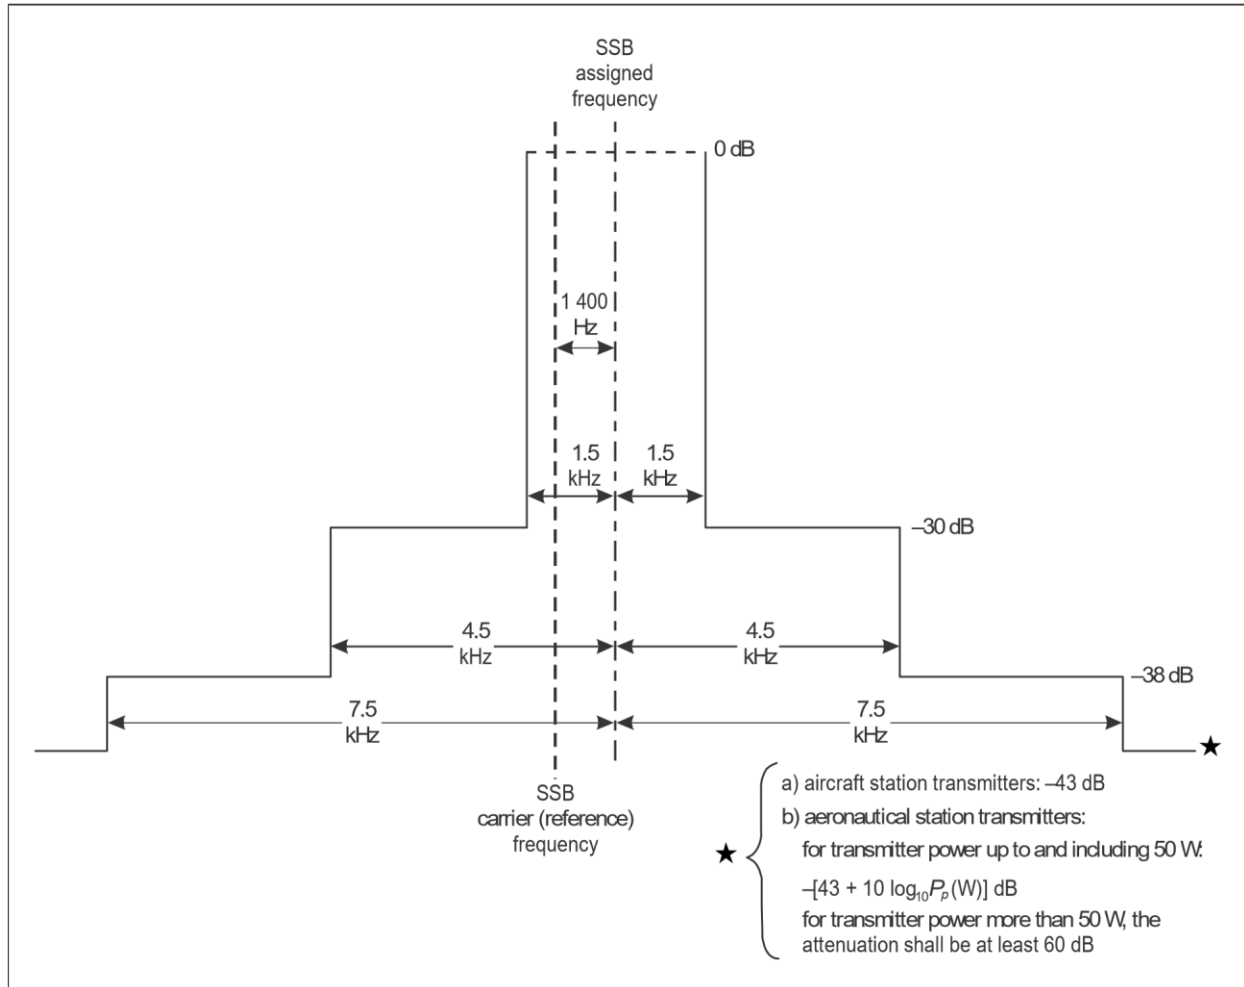 SSB
assigned
frequency
0 dB
1 400
Hz
1.5
kHz
1.5
kHz
–30 dB
4.5
kHz
4.5
kHz
–38 dB
7.5
kHz
7.5
kHz
★
SSB
carrier (reference)
frequency
★
a) aircraft station transmitters: –43 dB
b) aeronautical station transmitters:
for transmitter power up to and including 50 W:
–[43 + 10 log₁₀Pₚ(W)] dB
for transmitter power more than 50 W, the
attenuation shall be at least 60 dB